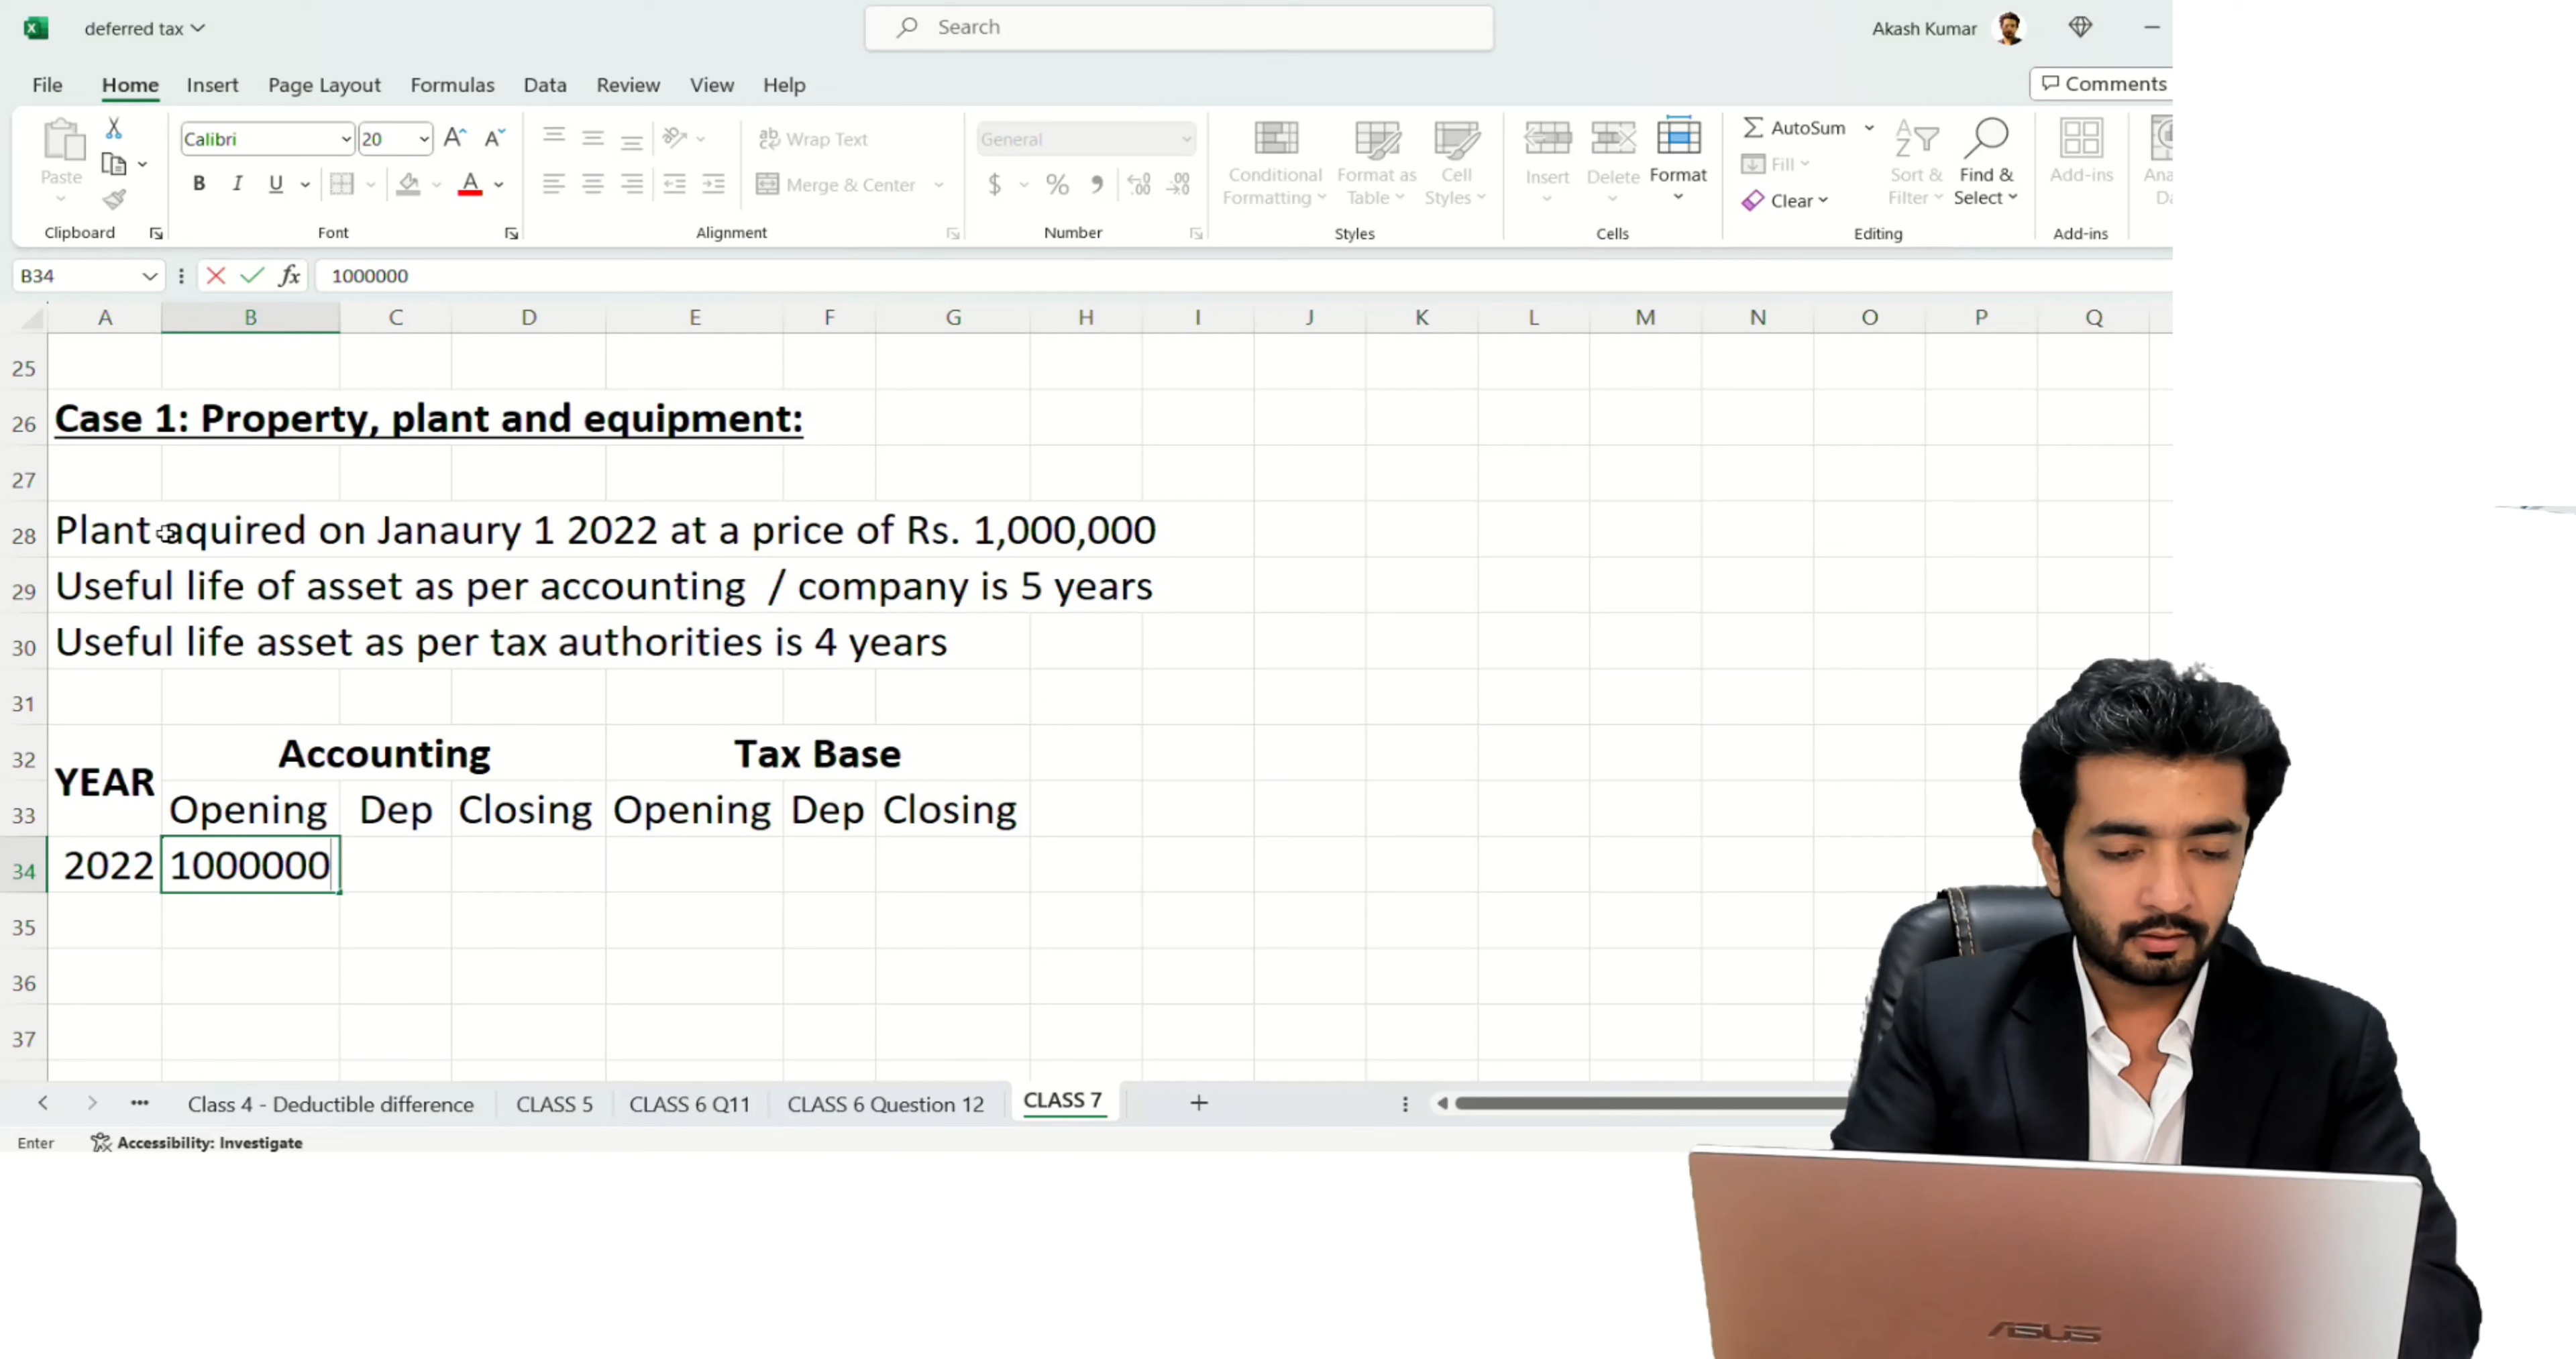 deferred tax
Search
Akash Kumar
File Home Insert Page Layout Formulas Data Review View Help
Comments
Paste
Calibri 20
Wrap Text
General
Conditional Formatting
Format as Table
Cell Styles
Insert Delete Format
AutoSum
Fill
Clear
Sort & Filter
Find & Select
Add-ins
B I U
Merge & Center
Clipboard Font Alignment Number Styles Cells Editing Add-ins
B34 fx 1000000
A B C D E F G H I J K L M N O P Q
25
26 Case 1: Property, plant and equipment:
27
28 Plant aquired on Janaury 1 2022 at a price of Rs. 1,000,000
29 Useful life of asset as per accounting / company is 5 years
30 Useful life asset as per tax authorities is 4 years
31
32 YEAR Accounting Tax Base
33 Opening Dep Closing Opening Dep Closing
34 2022 1000000
35
36
37
Class 4 - Deductible difference CLASS 5 CLASS 6 Q11 CLASS 6 Question 12 CLASS 7
Enter Accessibility: Investigate
ASUS